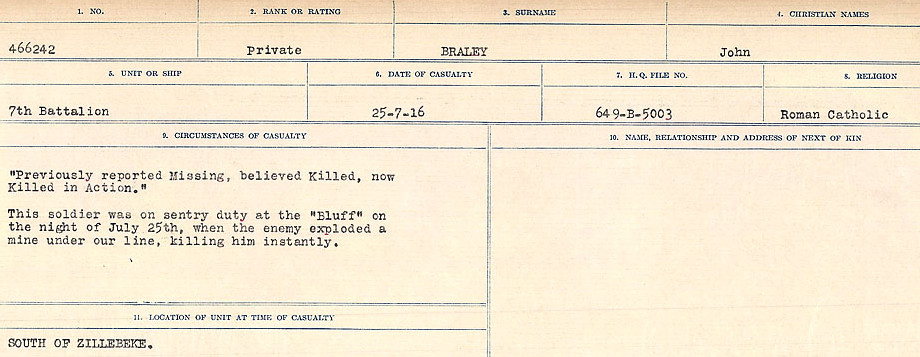 1. NO. 2. RANK OR RATING 3. SURNAME 4. CHRISTIAN NAMES
466242 Private BRALEY John
5. UNIT OR SHIP 6. DATE OF CASUALTY 7. H.Q. FILE NO. 8. RELIGION
7th Battalion 25-7-16 649-B-5003 Roman Catholic
9. CIRCUMSTANCES OF CASUALTY 10. NAME, RELATIONSHIP AND ADDRESS OF NEXT OF KIN
"Previously reported Missing, believed Killed, now
Killed in Action."
This soldier was on sentry duty at the "Bluff" on
the night of July 25th, when the enemy exploded a
mine under our line, killing him instantly.
11. LOCATION OF UNIT AT TIME OF CASUALTY
SOUTH OF ZILLEBEKE.